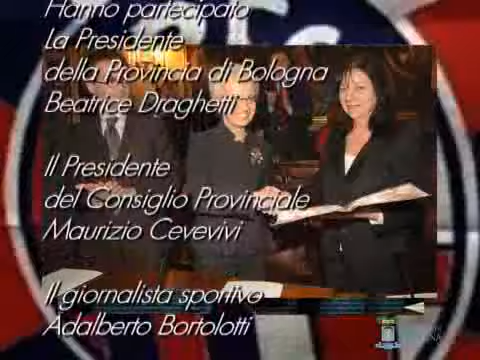 Hanno partecipato
La Presidente
della Provincia di Bologna
Beatrice Draghetti
Il Presidente
del Consiglio Provinciale
Maurizio Cevevivi
Il giornalista sportivo
Adalberto Bortolotti